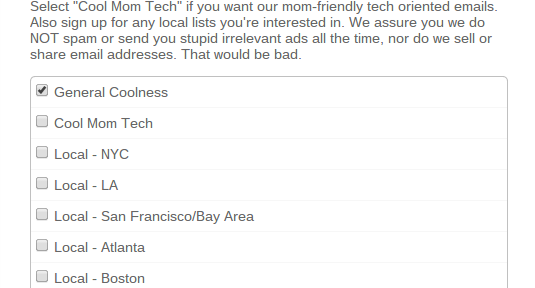 Select "Cool Mom Tech" if you want our mom-friendly tech oriented emails.
Also sign up for any local lists you're interested in. We assure you we do
NOT spam or send you stupid irrelevant ads all the time, nor do we sell or
share email addresses. That would be bad.
General Coolness
Cool Mom Tech
Local - NYC
Local - LA
Local - San Francisco/Bay Area
Local - Atlanta
Local - Boston